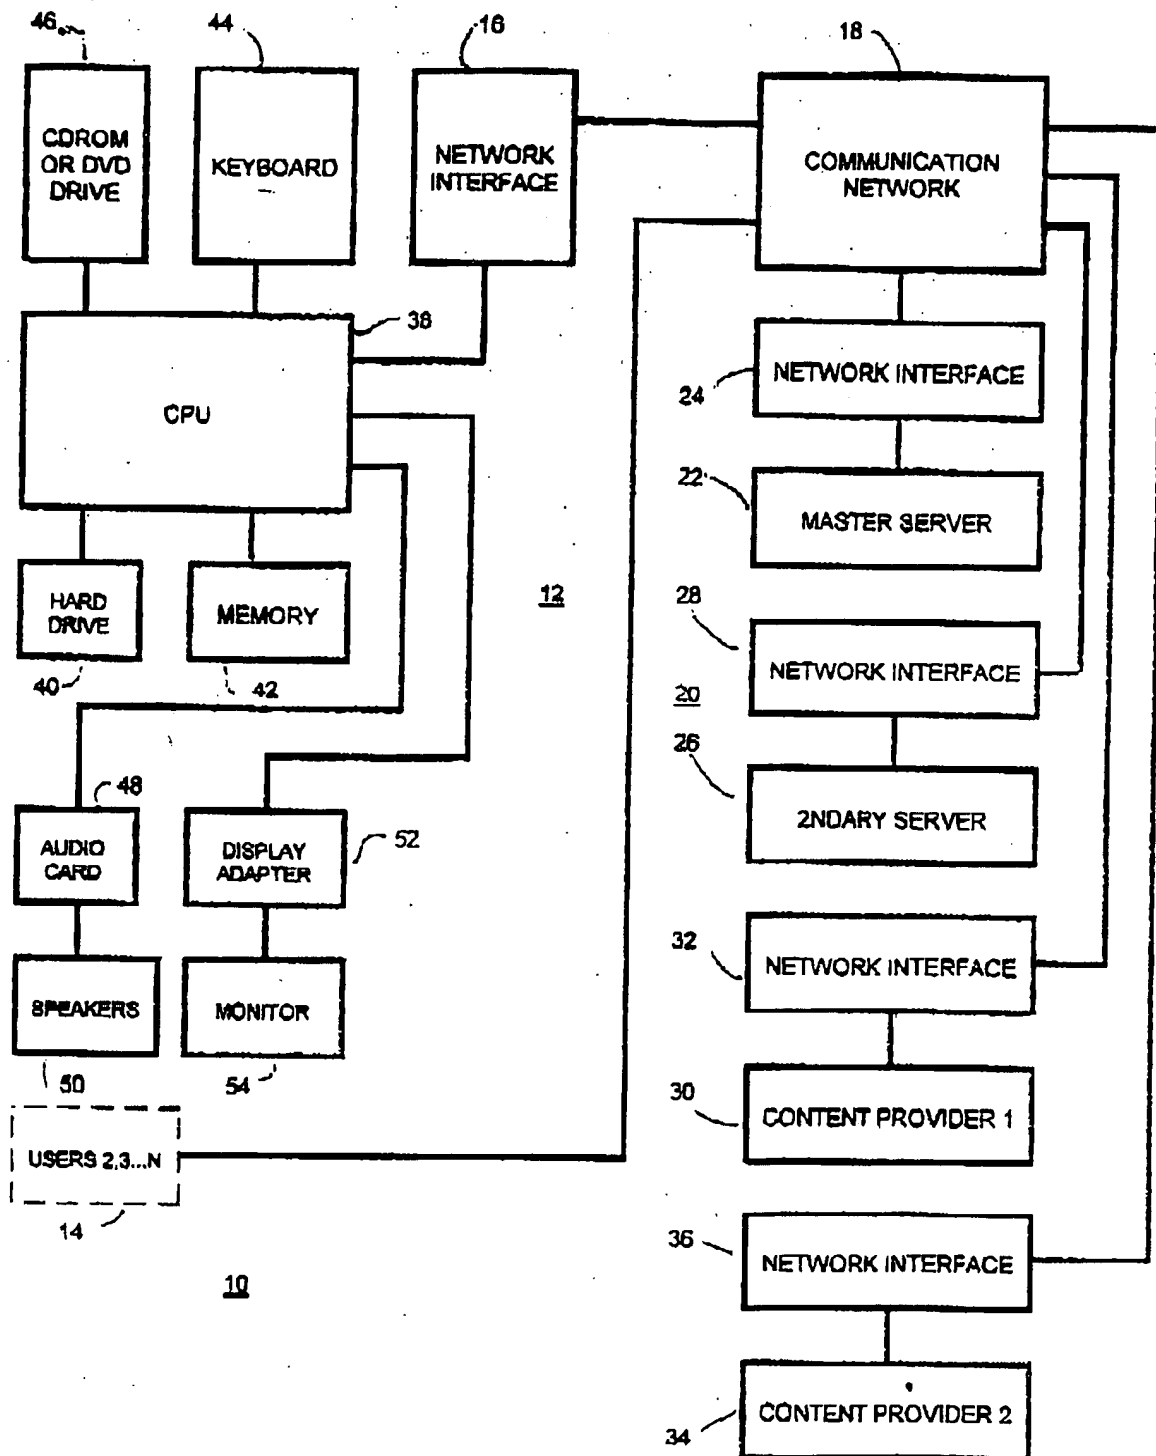 46
44
16
18
CDROM
OR DVD
DRIVE
KEYBOARD
NETWORK
INTERFACE
COMMUNICATION
NETWORK
38
CPU
NETWORK INTERFACE
24
22
MASTER SERVER
HARD
DRIVE
MEMORY
12
28
NETWORK INTERFACE
40
42
20
26
48
AUDIO
CARD
DISPLAY
ADAPTER
52
2NDARY SERVER
32
NETWORK INTERFACE
SPEAKERS
MONITOR
50
54
30
CONTENT PROVIDER 1
USERS 2,3...N
14
36
NETWORK INTERFACE
10
34
CONTENT PROVIDER 2